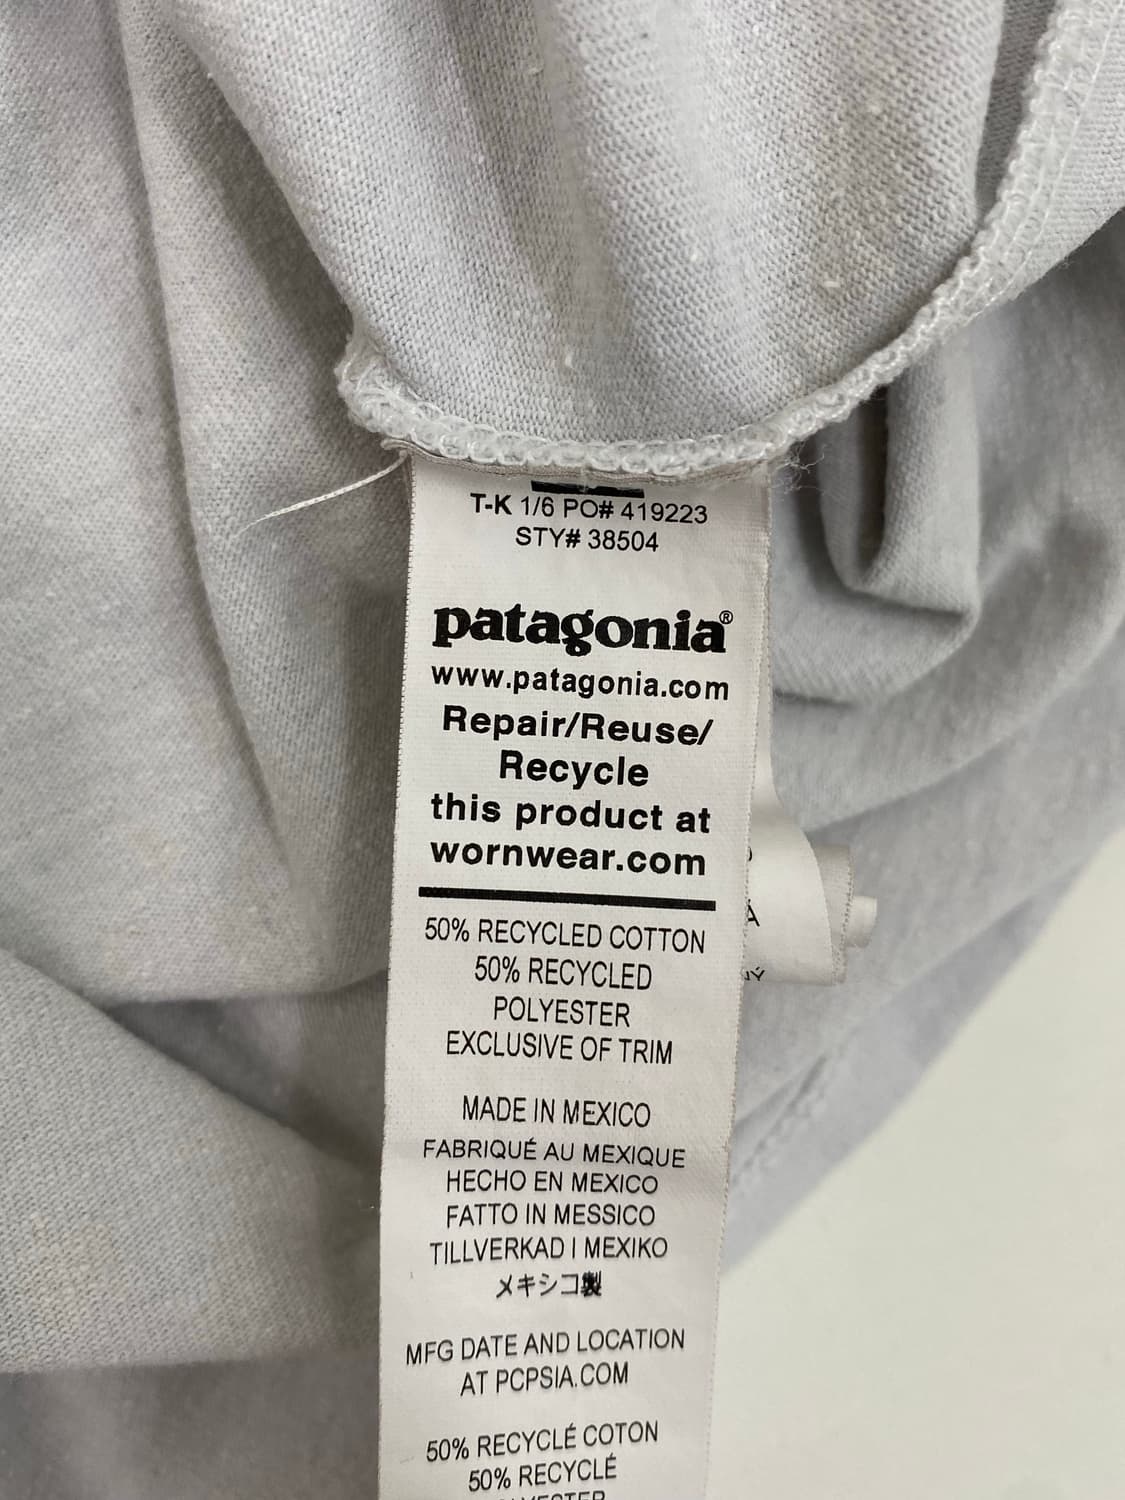 T-K 1/6 PO# 419223
STY# 38504
patagonia®
www.patagonia.com
Repair/Reuse/
Recycle
this product at
wornwear.com
50% RECYCLED COTTON
50% RECYCLED
POLYESTER
EXCLUSIVE OF TRIM
MADE IN MEXICO
FABRIQUÉ AU MEXIQUE
HECHO EN MEXICO
FATTO IN MESSICO
TILLVERKAD I MEXIKO
メキシコ製
MFG DATE AND LOCATION
AT PCPSIA.COM
50% RECYCLÉ COTON
50% RECYCLÉ